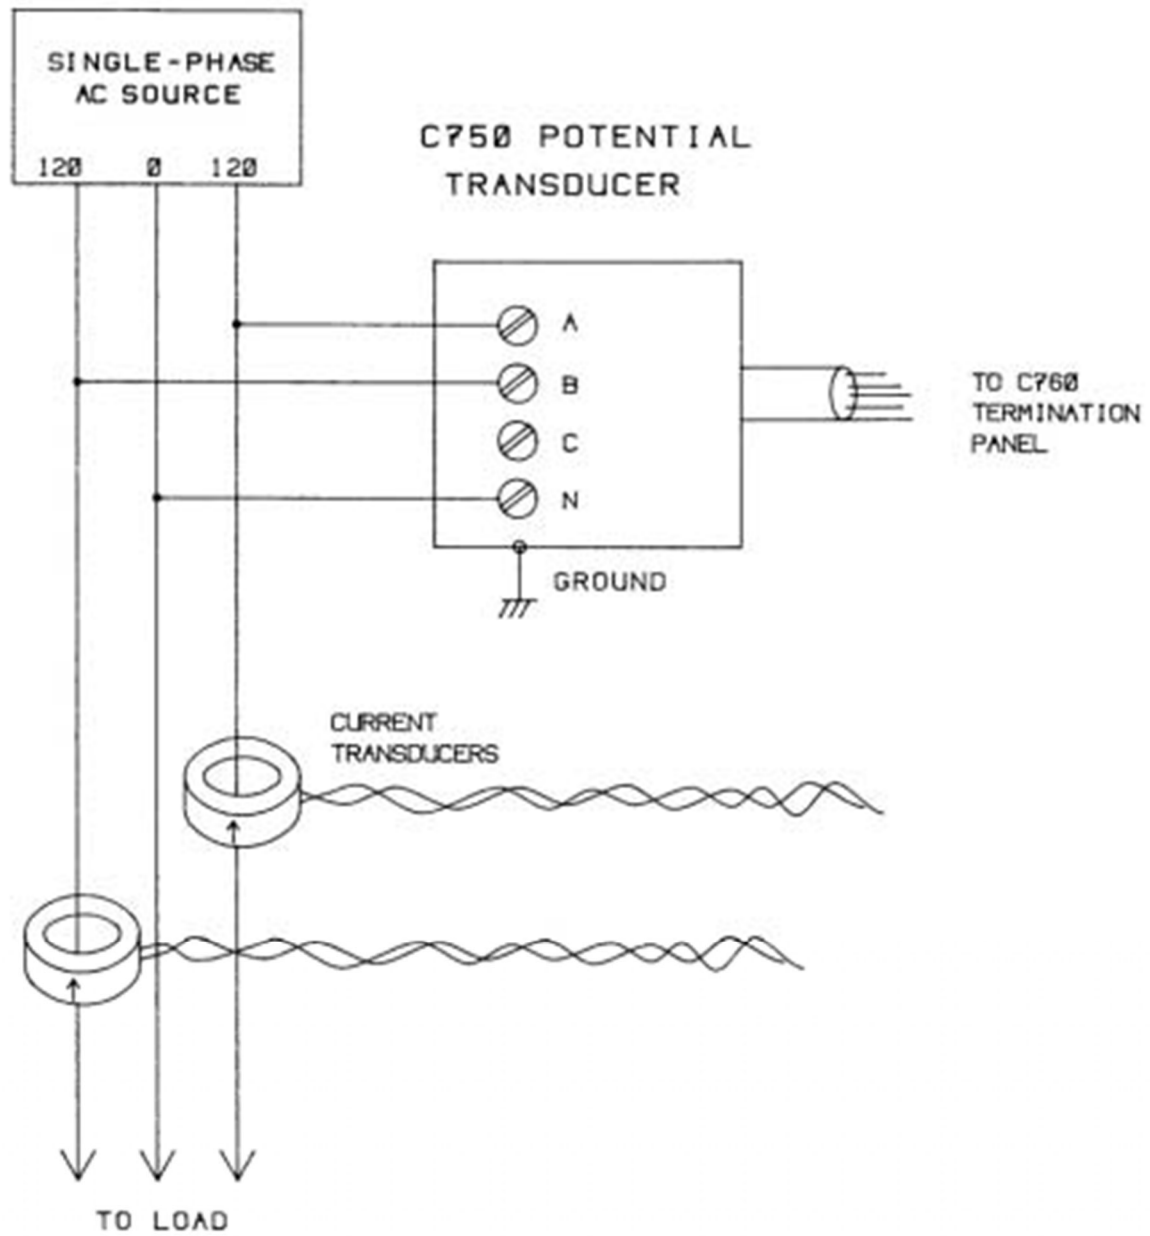 SINGLE-PHASE
AC SOURCE
120 0 120
C750 POTENTIAL
TRANSDUCER
A
B
C
N
GROUND
TO C760
TERMINATION
PANEL
CURRENT
TRANSDUCERS
TO LOAD